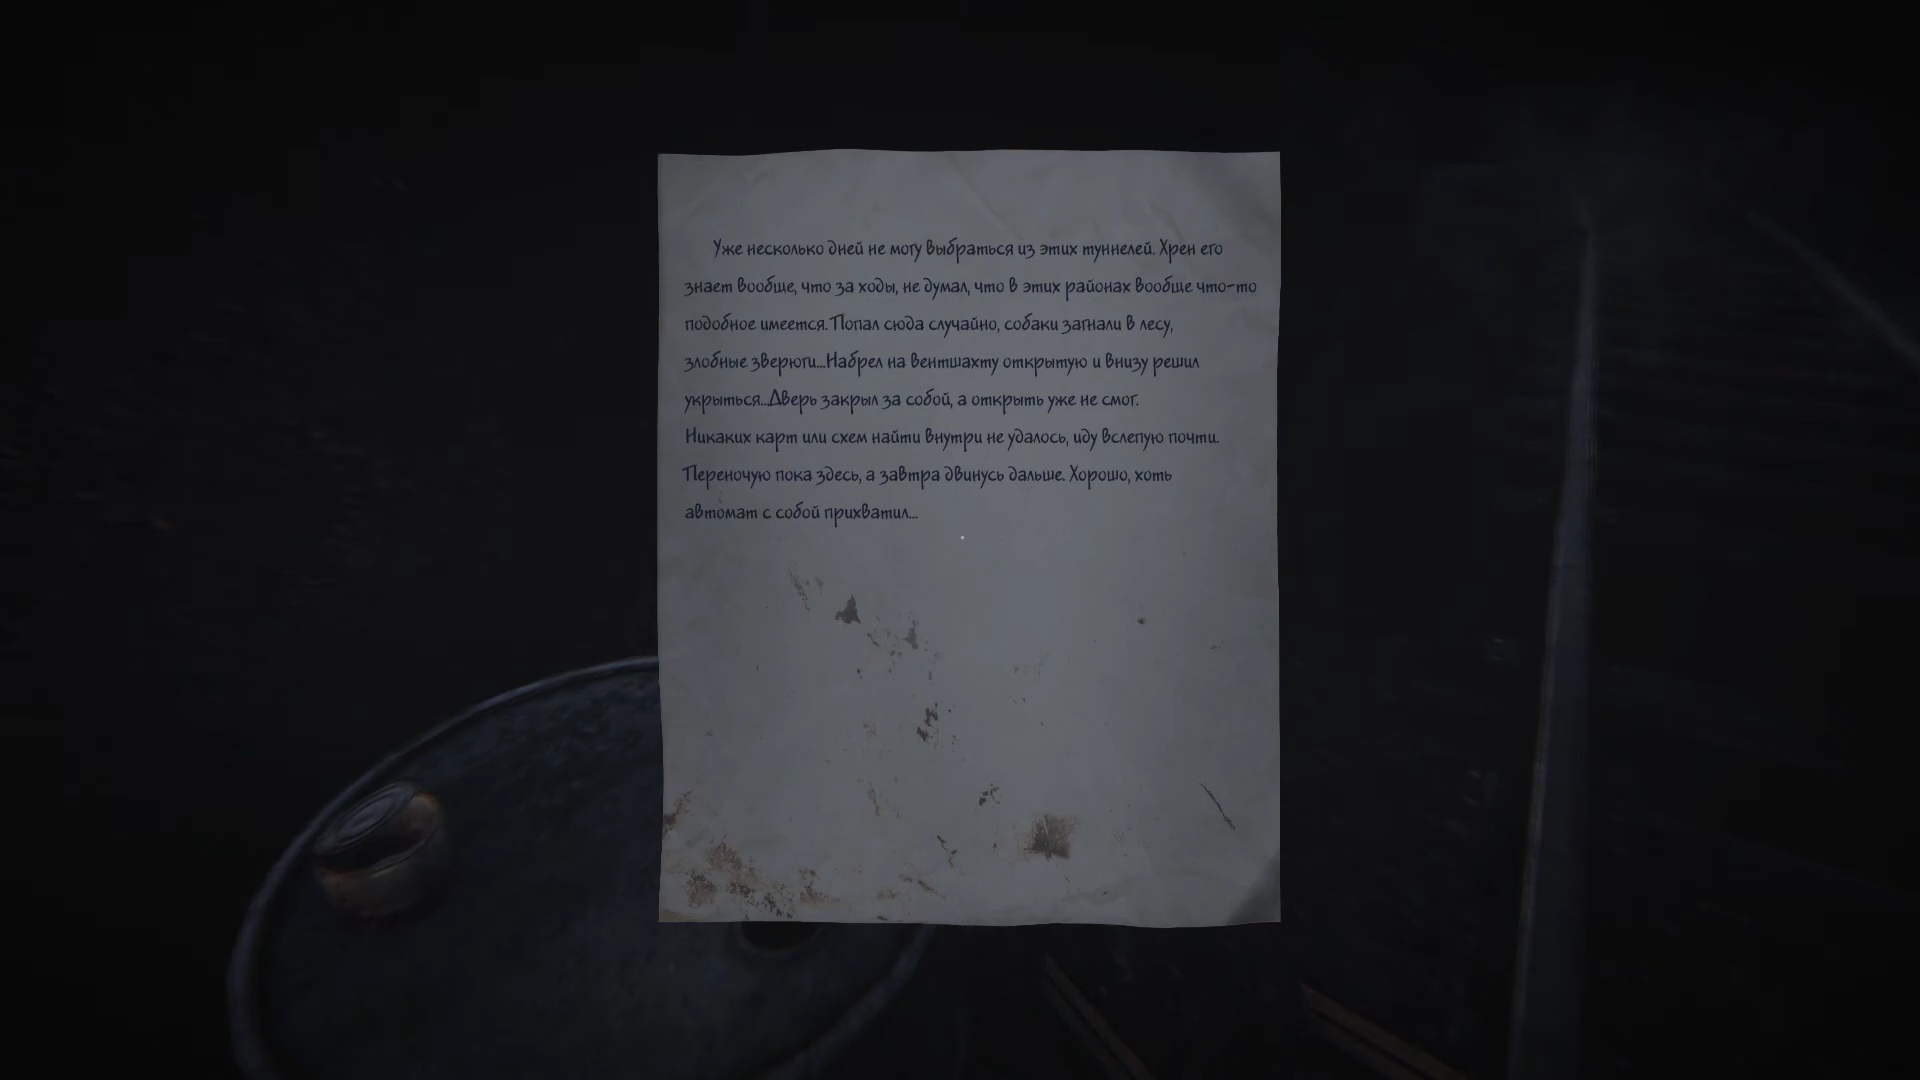 Уже несколько дней не могу выбраться из этих туннелей. Хрен его
знает вообще, что за ходы, не думал, что в этих районах вообще что-то
подобное имеется. Попал сюда случайно, собаки загнали в лесу,
злобные зверюги...Набрел на вентшахту открытую и внизу решил
укрыться...Дверь закрыл за собой, а открыть уже не смог.
Никаких карт или схем найти внутри не удалось, иду вслепую почти.
Переночую пока здесь, а завтра двинусь дальше. Хорошо, хоть
автомат с собой прихватил...